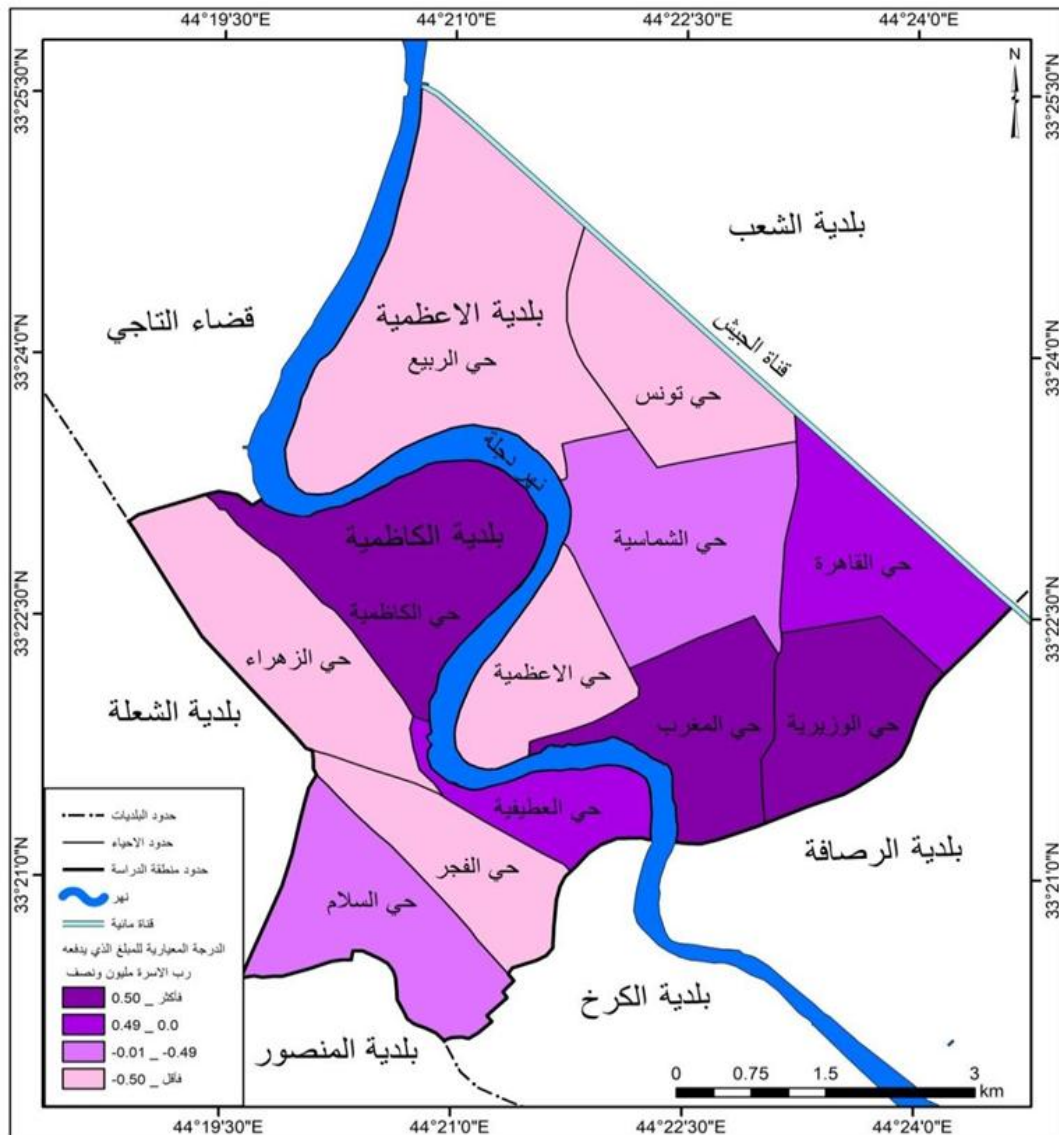 44°19'30"E 44°21'0"E 44°22'30"E 44°24'0"E
33°25'30"N
33°25'30"N
N
بلدية الشعب
بلدية الاعظمية
قضاء التاجي
قناة الجيش
33°24'0"N
33°24'0"N
حي الربيع
حي تونس
نهر دجلة
بلدية الكاظمية
حي الشماسية
حي القاهرة
33°22'30"N
33°22'30"N
حي الكاظمية
حي الزهراء
حي الاعظمية
بلدية الشعلة
حي المغرب
حي الوزيرية
حي العطيفية
بلدية الرصافة
حي الفجر
33°21'0"N
33°21'0"N
حي السلام
بلدية الكرخ
بلدية المنصور
حدود البلديات
حدود الاحياء
حدود منطقة الدراسة
نهر
قناة مائية
الدرجة المعيارية للمبلغ الذي يدفعه
رب الاسرة مليون ونصف
0.50 _ فأكثر
0.49 _ 0.0
-0.01 _ -0.49
-0.50 _ فأقل
0 0.75 1.5 3
km
44°19'30"E 44°21'0"E 44°22'30"E 44°24'0"E